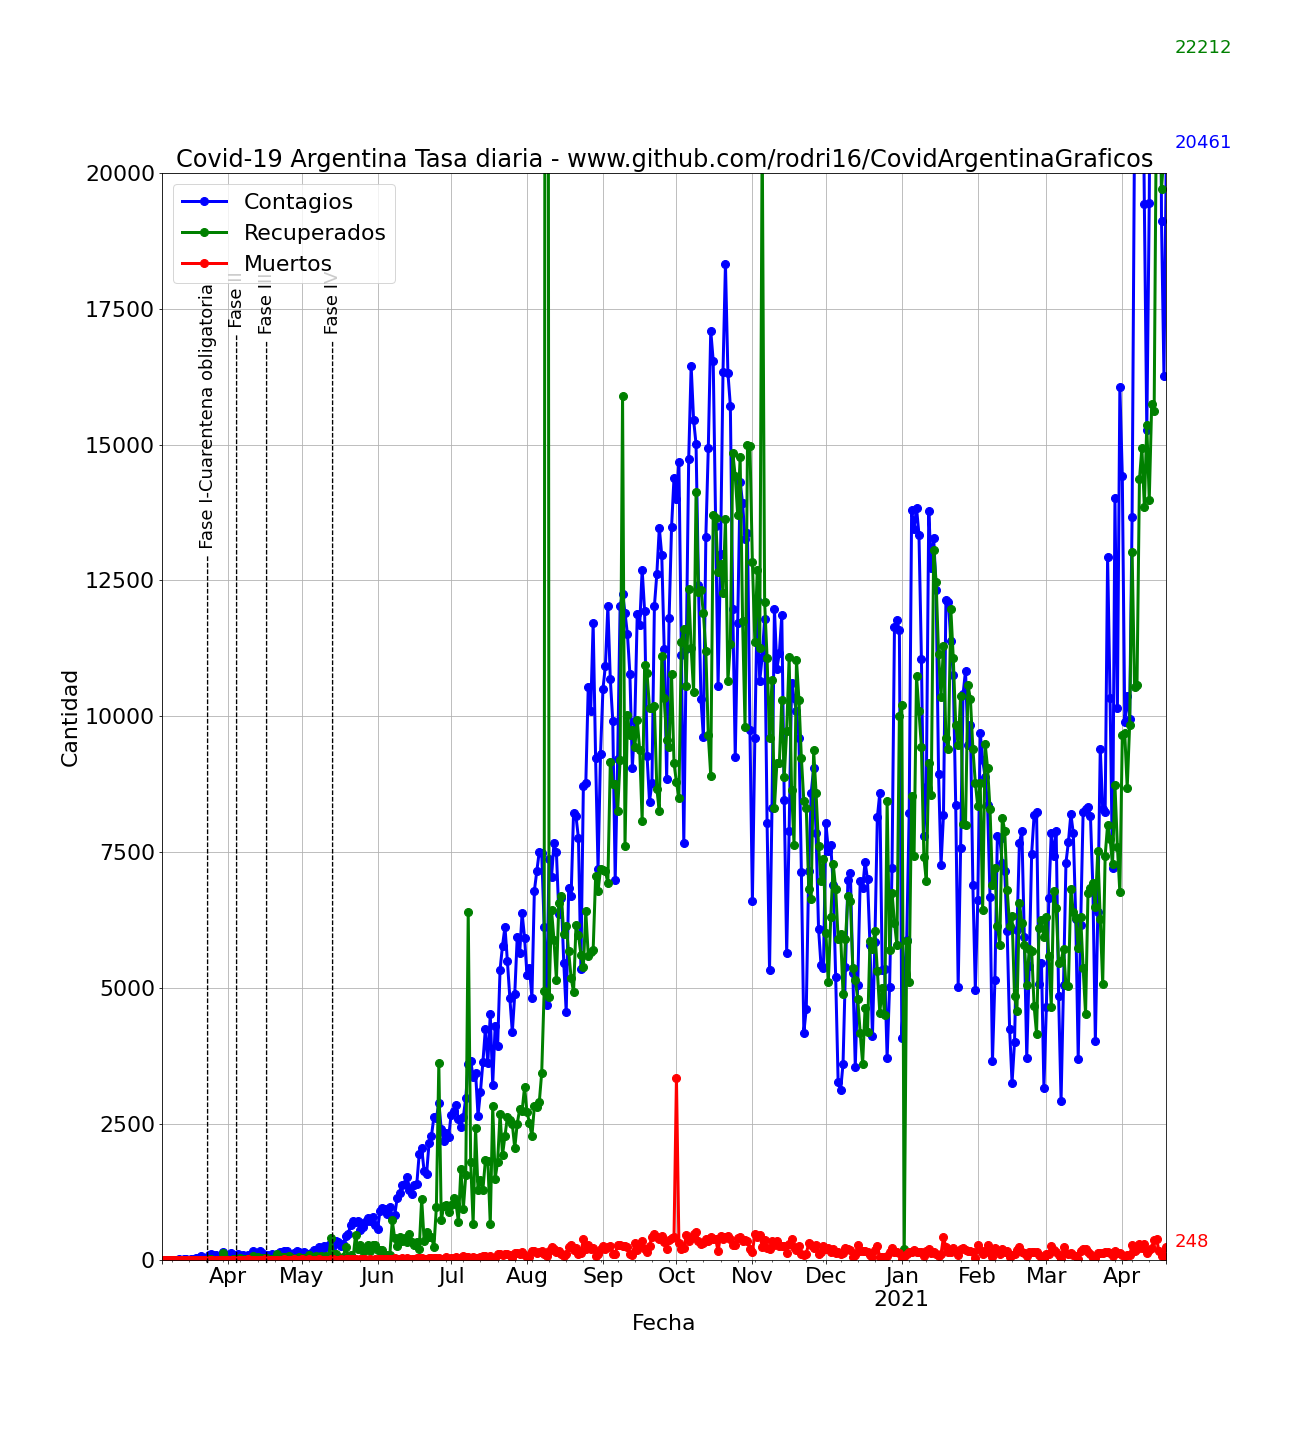 22212
20461
Covid-19 Argentina Tasa diaria - www.github.com/rodri16/CovidArgentinaGraficos
Contagios
Recuperados
Muertos
Fase I-Cuarentena obligatoria
Fase II
Fase III
Fase IV
20000
17500
15000
12500
10000
7500
5000
2500
0
Cantidad
248
Apr May Jun Jul Aug Sep Oct Nov Dec Jan Feb Mar Apr
2021
Fecha